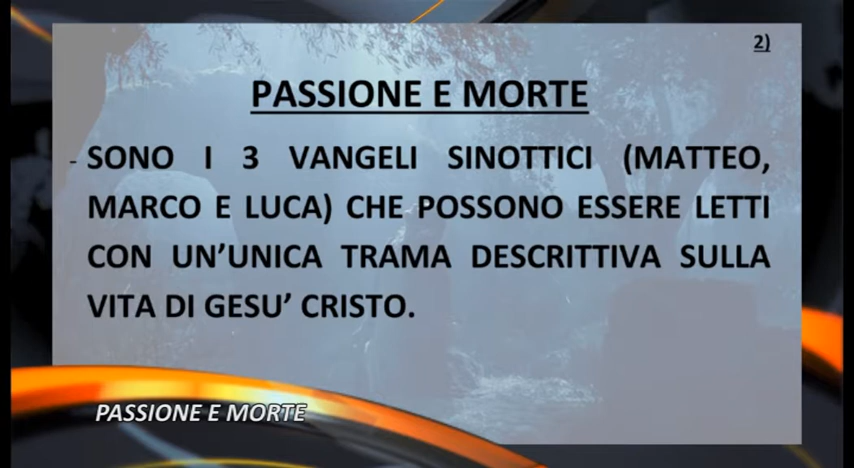 2)
PASSIONE E MORTE
- SONO I 3 VANGELI SINOTTICI (MATTEO,
MARCO E LUCA) CHE POSSONO ESSERE LETTI
CON UN’UNICA TRAMA DESCRITTIVA SULLA
VITA DI GESU’ CRISTO.
PASSIONE E MORTE